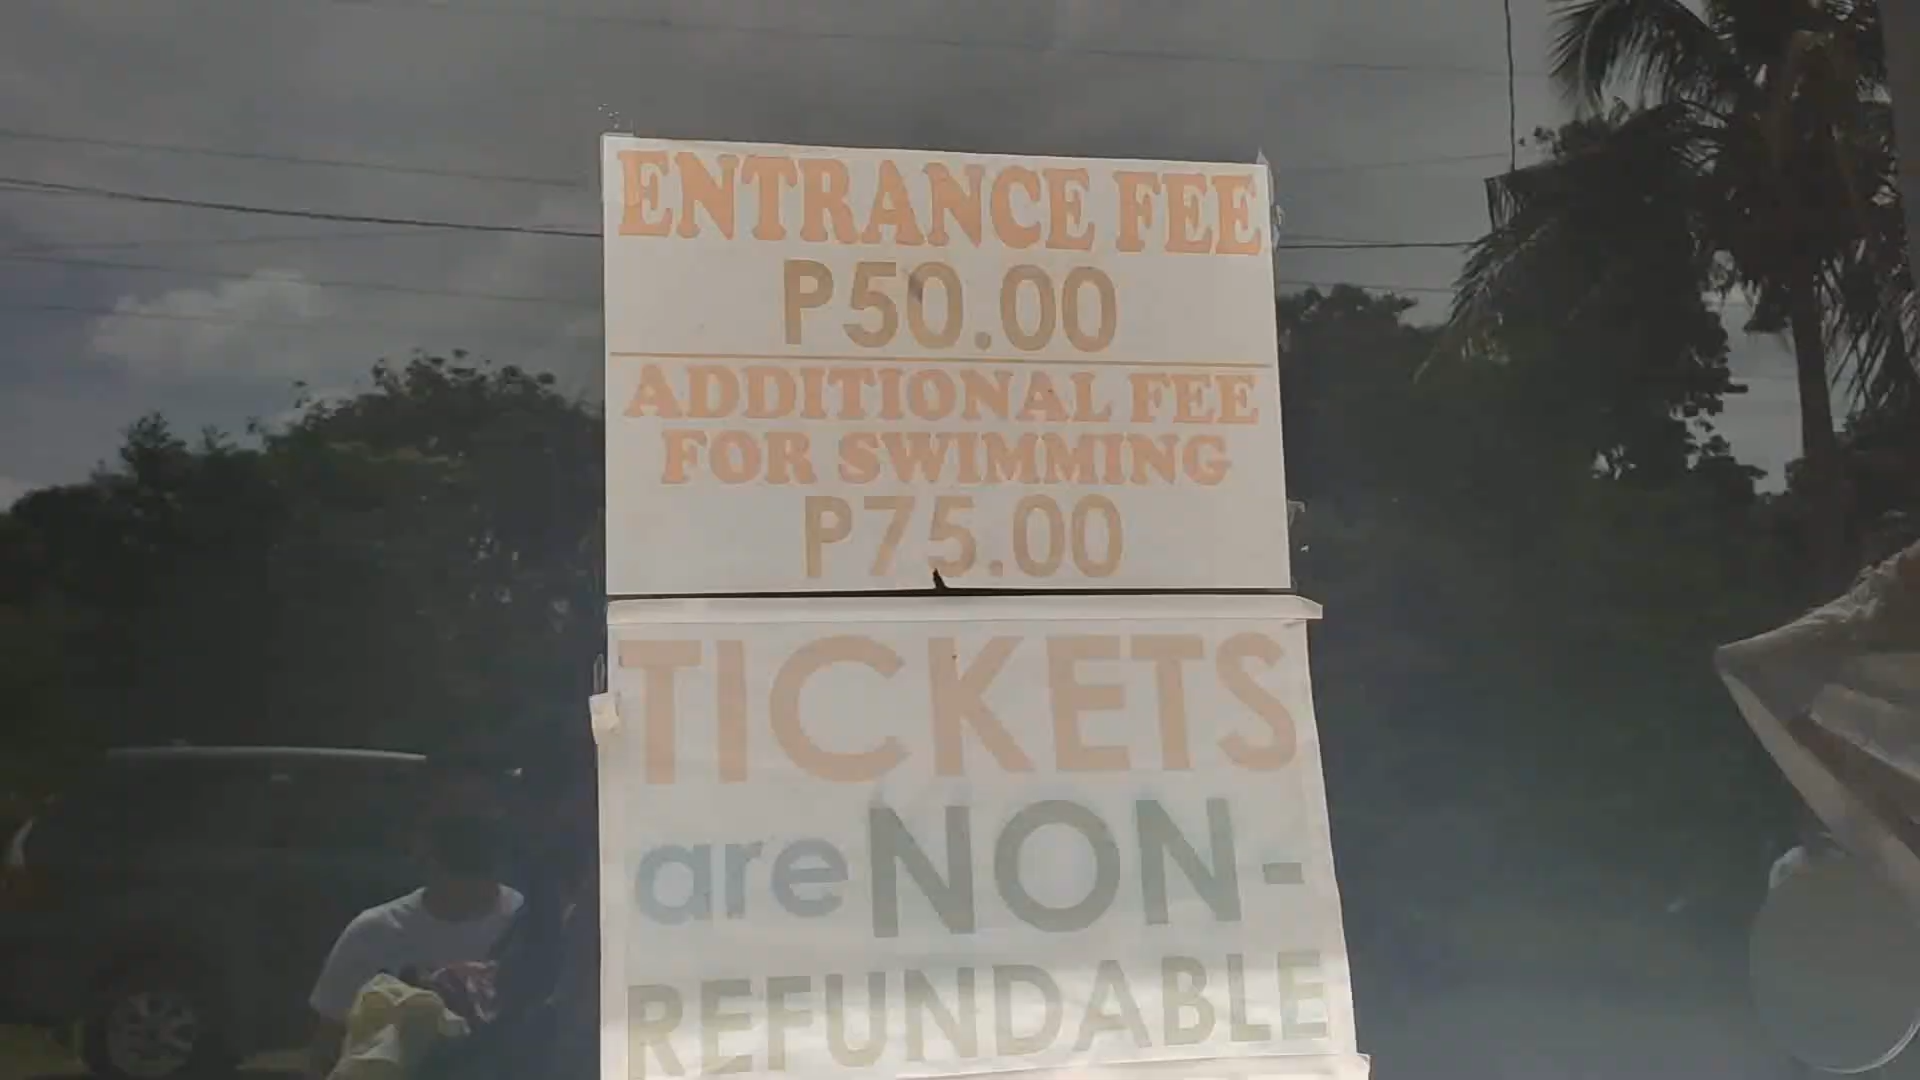 ENTRANCE FEE
P50.00
ADDITIONAL FEE
FOR SWIMMING
P75.00
TICKETS
are NON-
REFUNDABLE